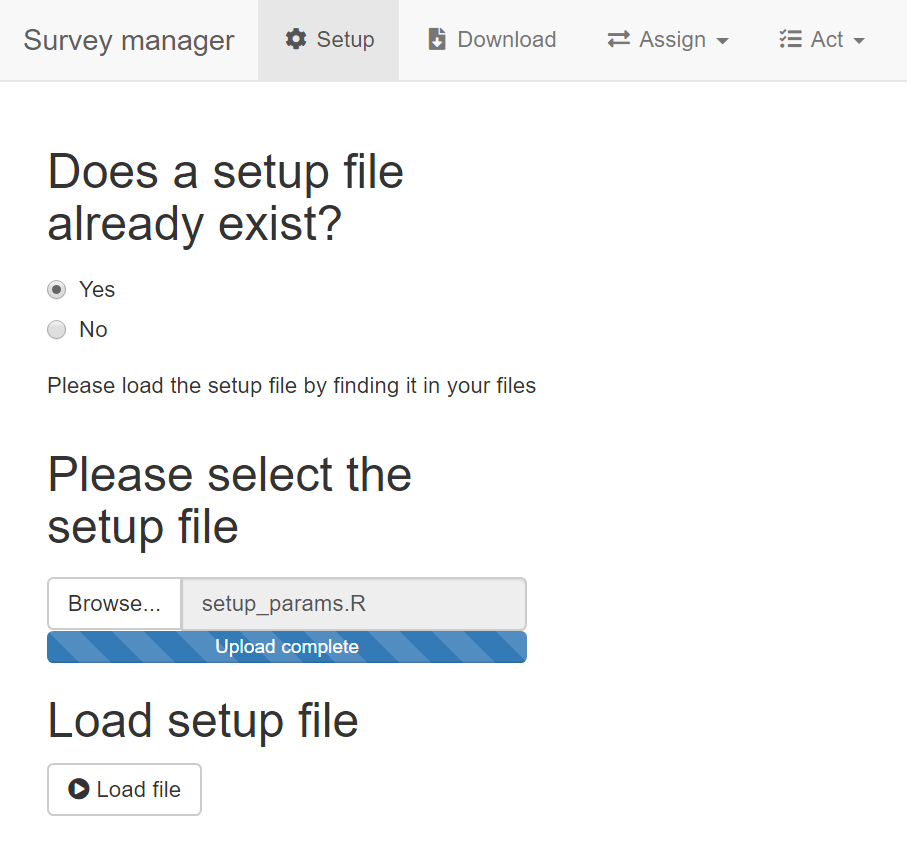 Survey manager Setup Download Assign Act
Does a setup file
already exist?
Yes
No
Please load the setup file by finding it in your files
Please select the
setup file
Browse... setup_params.R
Upload complete
Load setup file
Load file